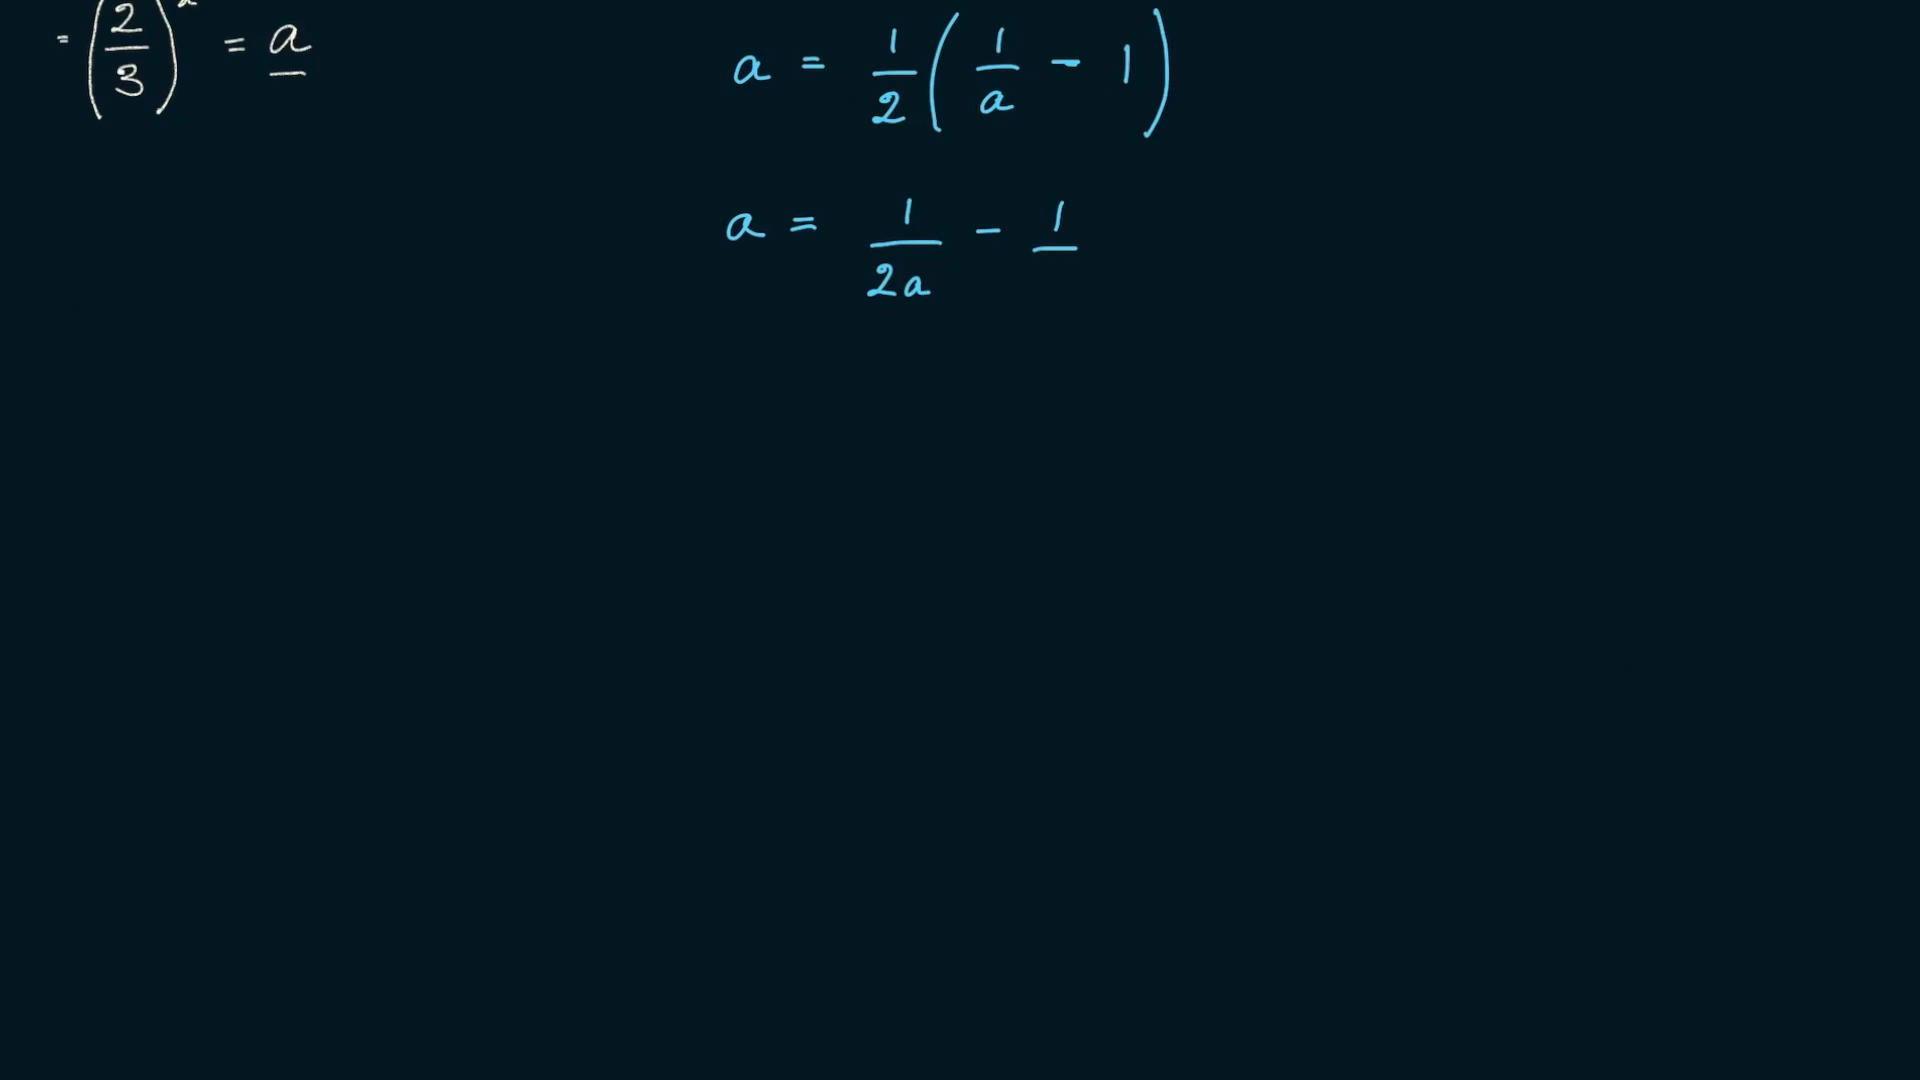 = (2/3)^x = a
a = 1/2 (1/a - 1)
a = 1/2a - 1/